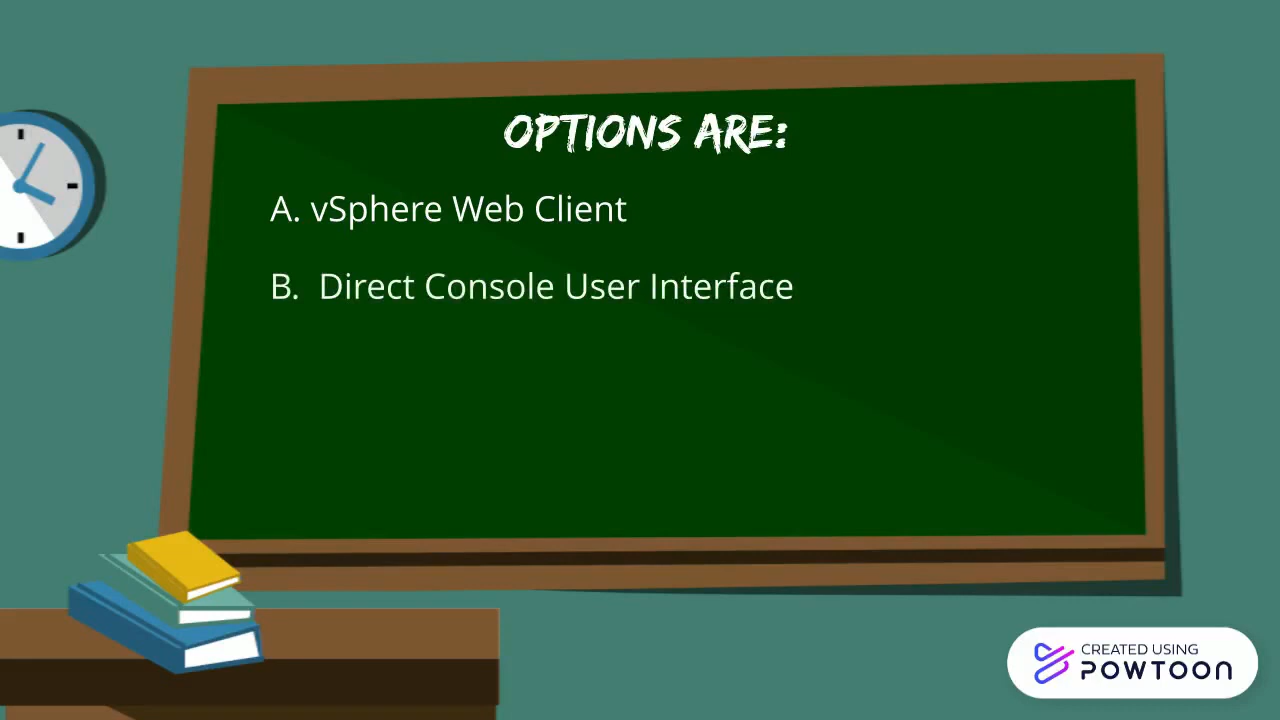 OPTIONS ARE:
A. vSphere Web Client
B. Direct Console User Interface
CREATED USING
POWTOON